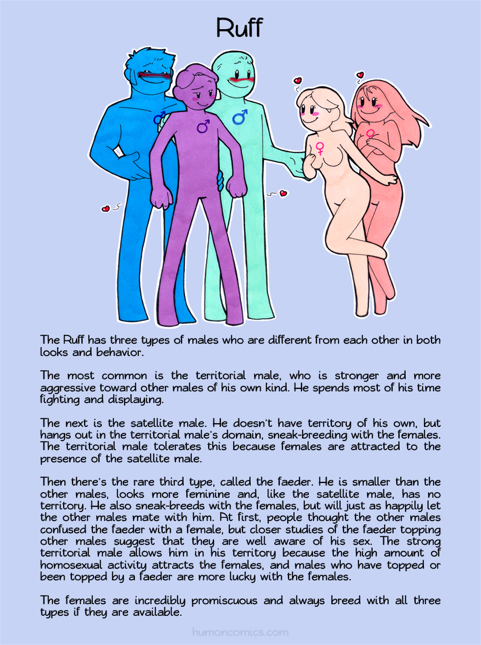 Ruff
♂
♂
♂
♀
♀
The Ruff has three types of males who are different from each other in both
looks and behavior.
The most common is the territorial male, who is stronger and more
aggressive toward other males of his own kind. He spends most of his time
fighting and displaying.
The next is the satellite male. He doesn't have territory of his own, but
hangs out in the territorial male's domain, sneak-breeding with the females.
The territorial male tolerates this because females are attracted to the
presence of the satellite male.
Then there's the rare third type, called the faeder. He is smaller than the
other males, looks more feminine and, like the satellite male, has no
territory. He also sneak-breeds with the females, but will just as happily let
the other males mate with him. At first, people thought the other males
confused the faeder with a female, but closer studies of the faeder topping
other males suggest that they are well aware of his sex. The strong
territorial male allows him in his territory because the high amount of
homosexual activity attracts the females, and males who have topped or
been topped by a faeder are more lucky with the females.
The females are incredibly promiscuous and always breed with all three
types if they are available.
humoncomics.com